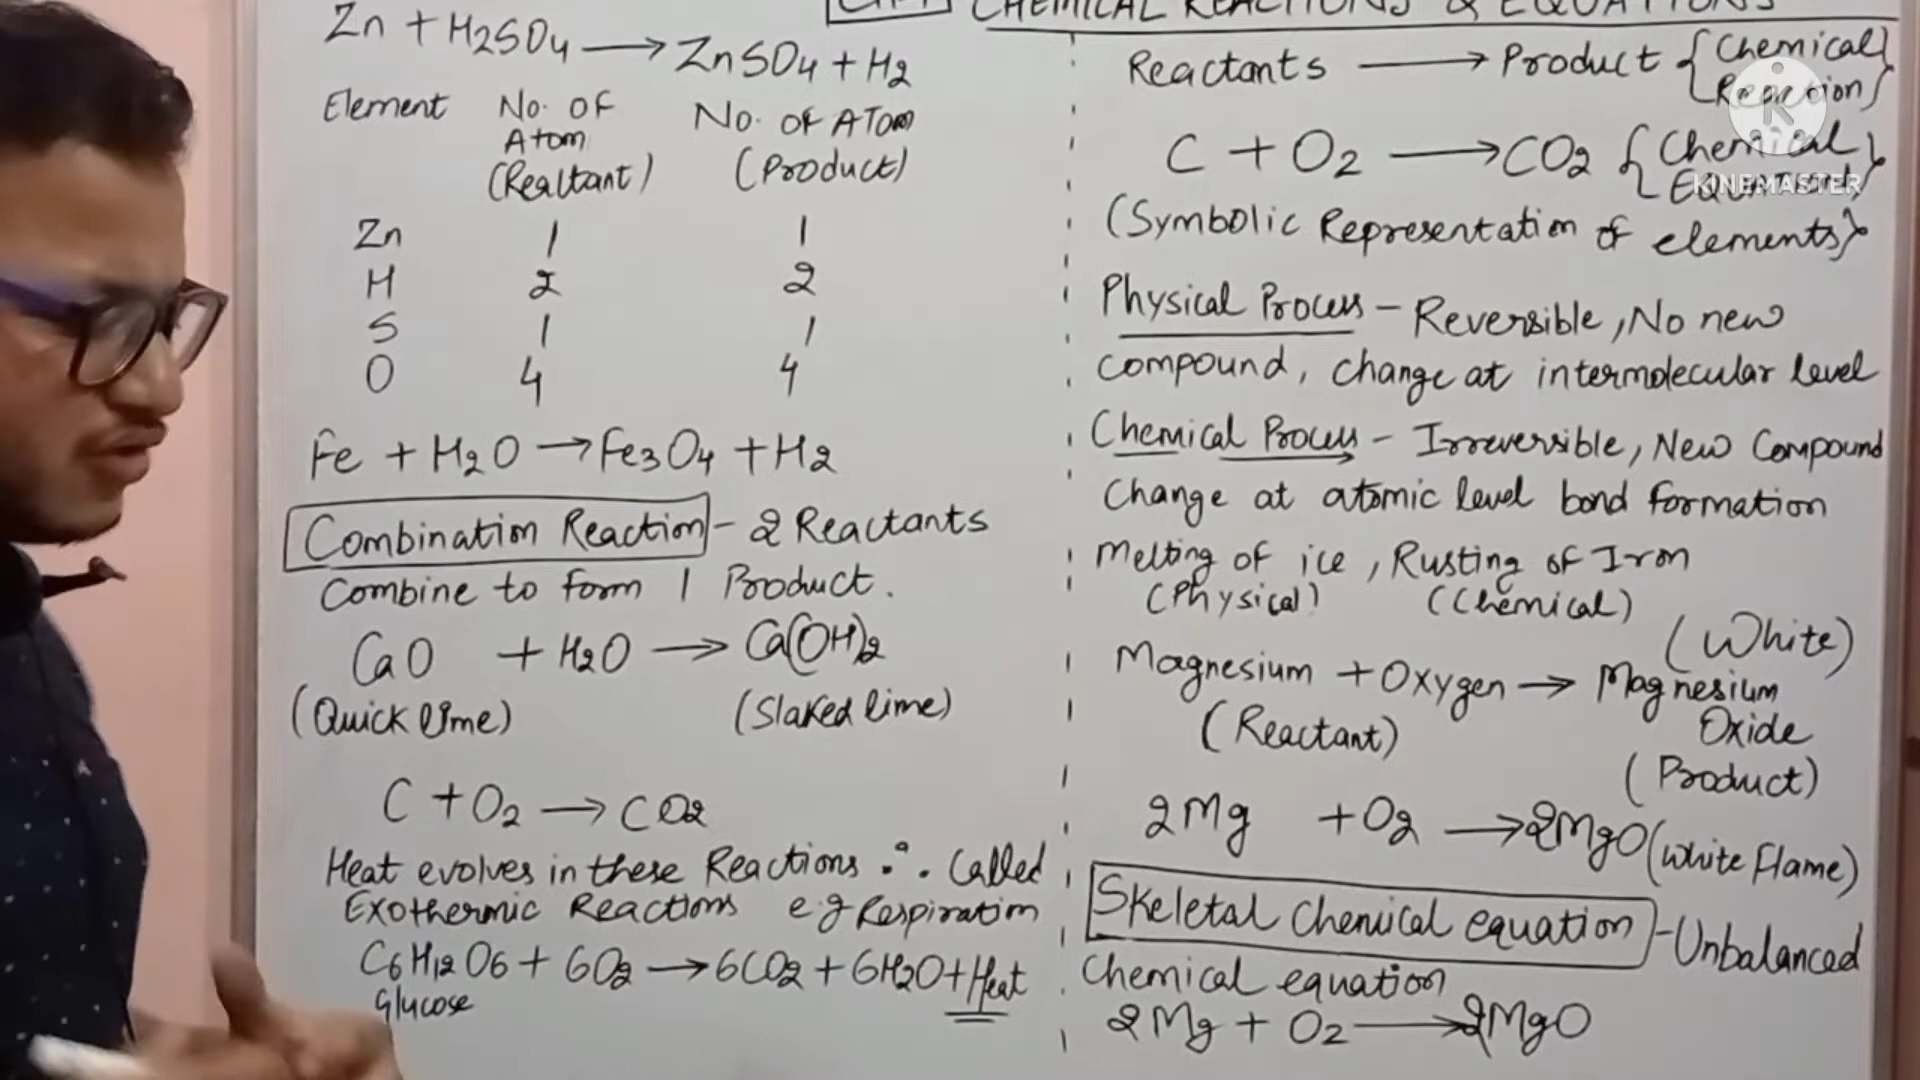 CHEMICAL REACTIONS & EQUATIONS
Zn + H2SO4 → ZnSO4 + H2
Element No. of Atom (Reactant) No. of Atom (Product)
Zn 1 1
H 2 2
S 1 1
O 4 4
Fe + H2O → Fe3O4 + H2
Combination Reaction - 2 Reactants
Combine to form 1 Product.
CaO + H2O → Ca(OH)2
(Quick lime) (Slaked lime)
C + O2 → CO2
Heat evolves in these Reactions ∴ Called
Exothermic Reactions e.g Respiration
C6H12O6 + 6O2 → 6CO2 + 6H2O + Heat
Glucose
Reactants → Product {Chemical
Reaction}
C + O2 → CO2 {Chemical
Equation}
(Symbolic Representation of elements}
Physical Process - Reversible, No new
Compound, change at intermolecular level
Chemical Process - Irreversible, New Compound
Change at atomic level bond formation
Melting of ice, Rusting of Iron
(Physical) (Chemical)
(White)
Magnesium + Oxygen → Magnesium
Oxide
(Reactant) (Product)
2Mg + O2 → 2MgO (White Flame)
Skeletal Chemical equation - Unbalanced
Chemical equation
2Mg + O2 → 2MgO
K
KINEMASTER